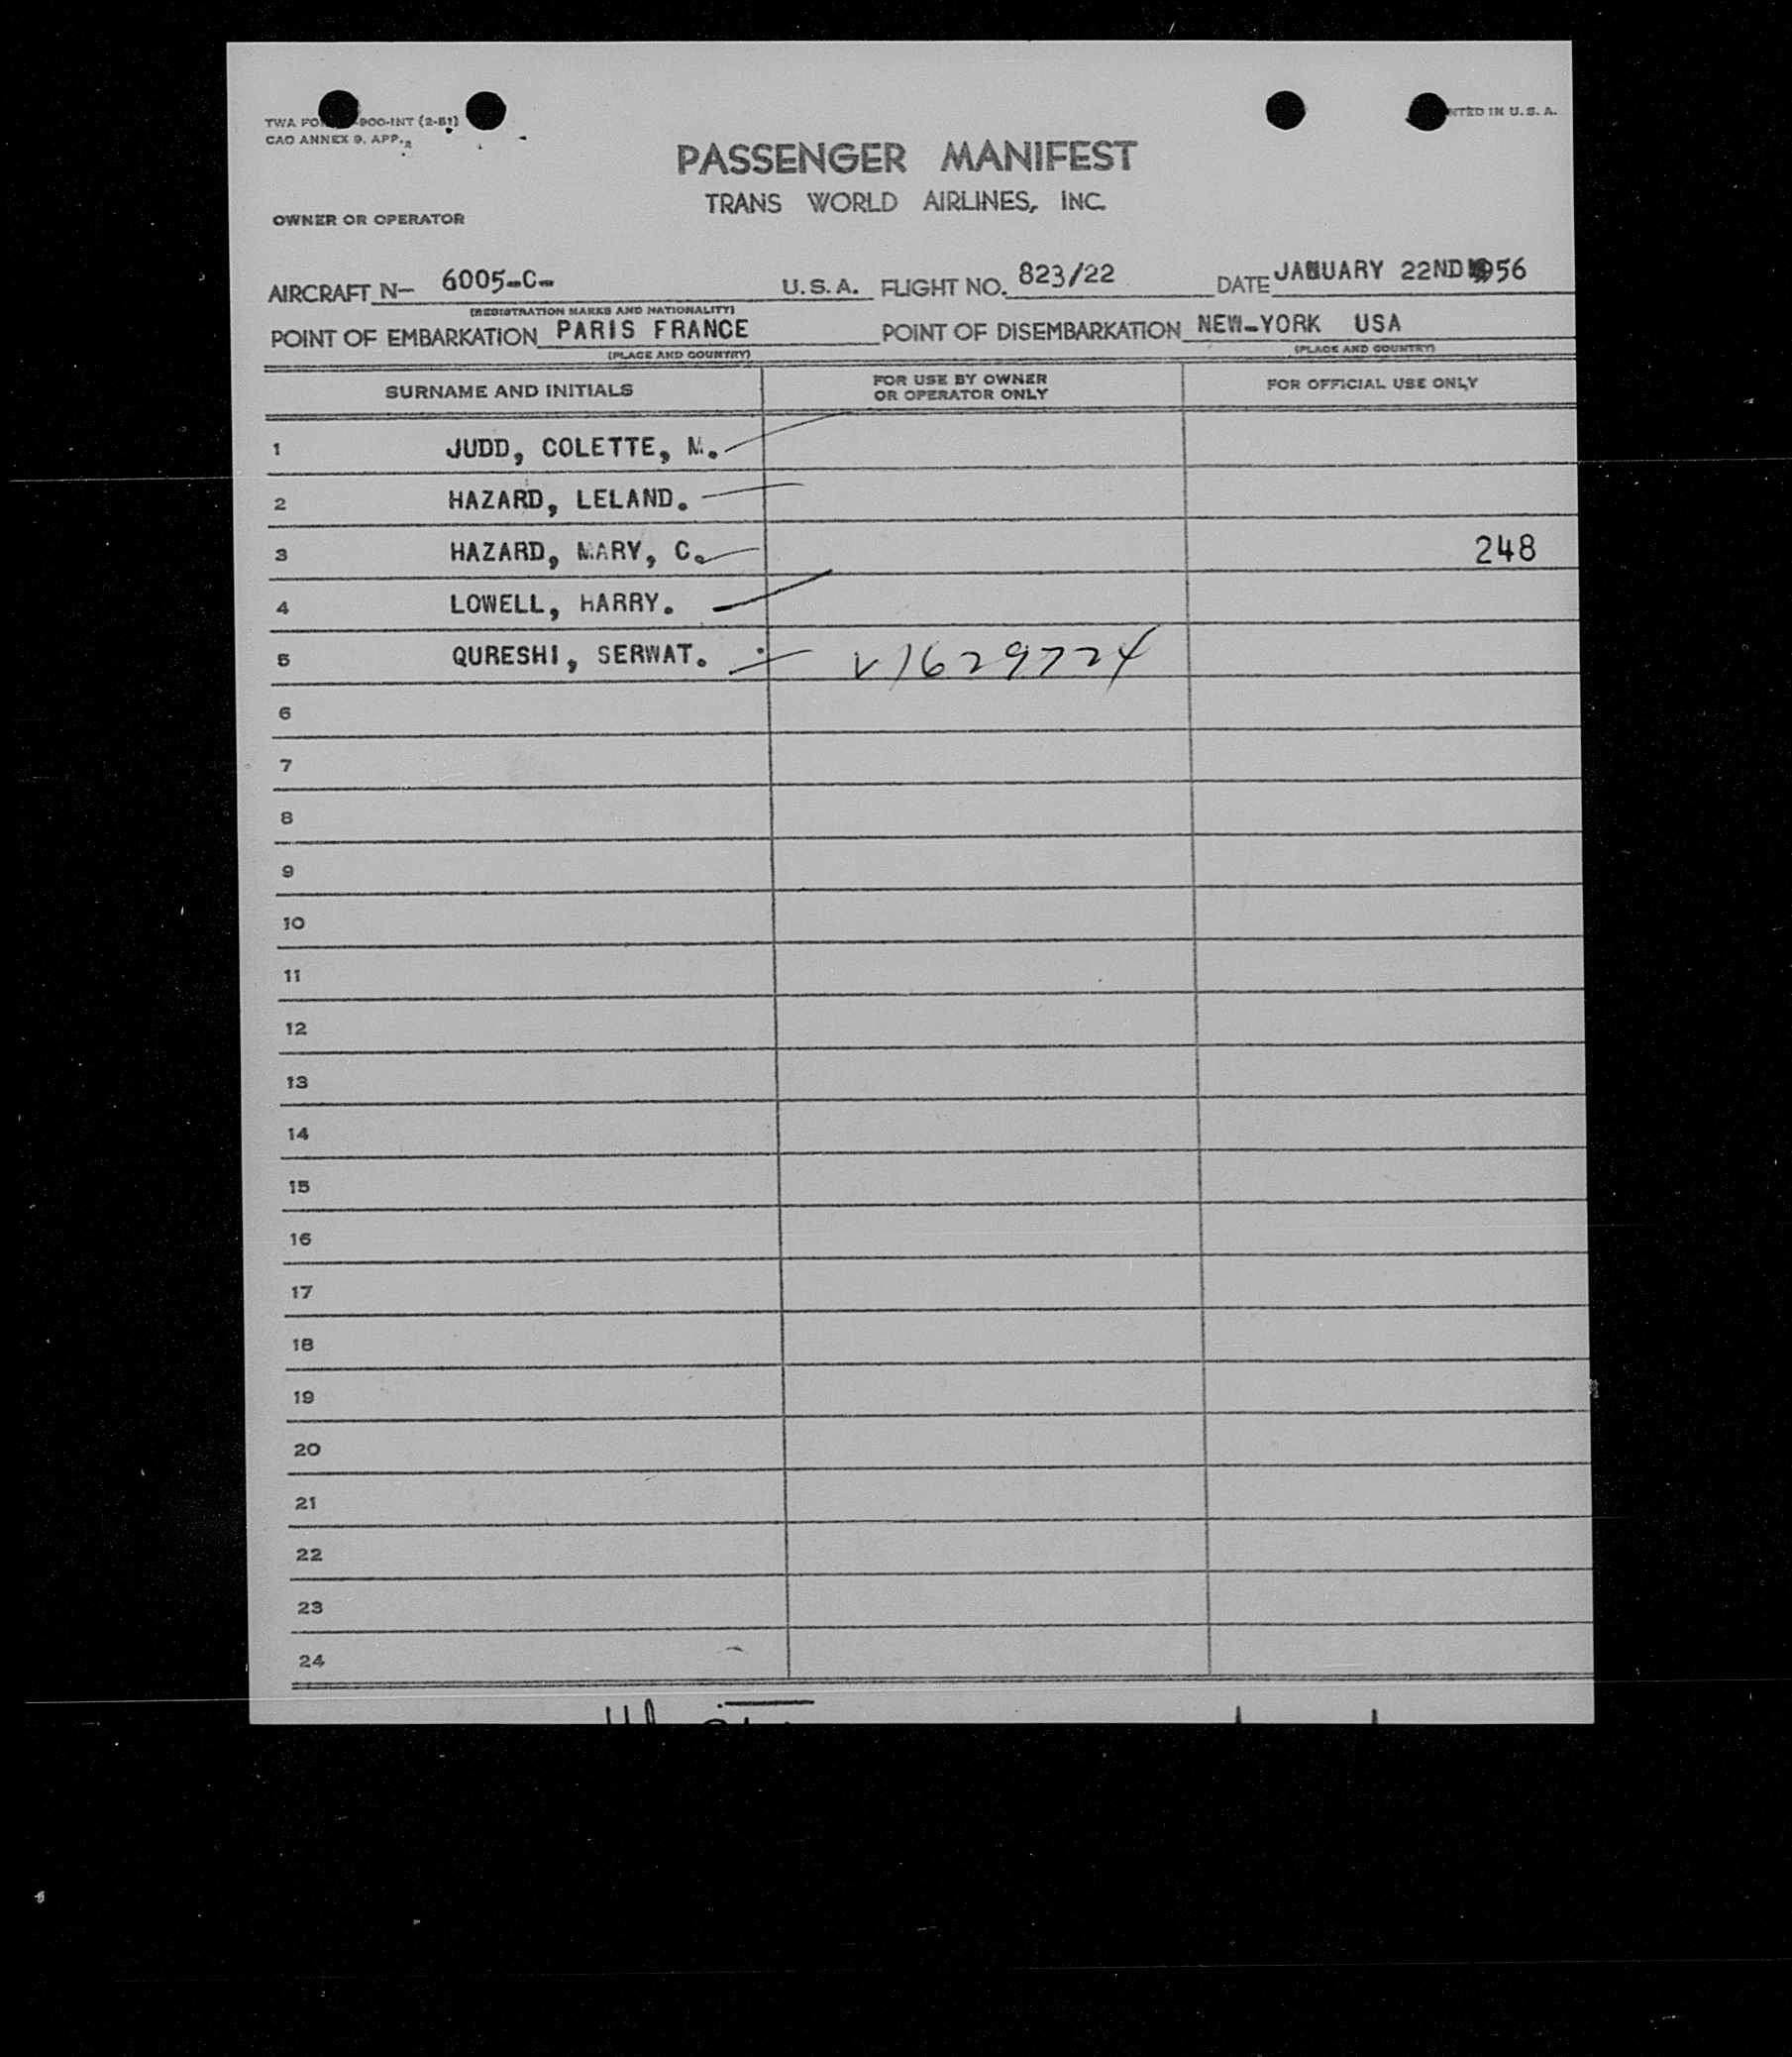 TWA FO -900-INT (2-51)
CAO ANNEX 9. APP.
NTED IN U. S. A.
PASSENGER MANIFEST
TRANS WORLD AIRLINES, INC.
OWNER OR OPERATOR
AIRCRAFT N- 6005-C- U. S. A. FLIGHT NO. 823/22 DATE JANUARY 22ND 1956
(REGISTRATION MARKS AND NATIONALITY)
POINT OF EMBARKATION PARIS FRANCE POINT OF DISEMBARKATION NEW-YORK USA
(PLACE AND COUNTRY) (PLACE AND COUNTRY)
SURNAME AND INITIALS FOR USE BY OWNER OR OPERATOR ONLY FOR OFFICIAL USE ONLY
1 JUDD, COLETTE, M.
2 HAZARD, LELAND.
3 HAZARD, MARY, C. 248
4 LOWELL, HARRY.
5 QURESHI, SERWAT. V1629724
6
7
8
9
10
11
12
13
14
15
16
17
18
19
20
21
22
23
24